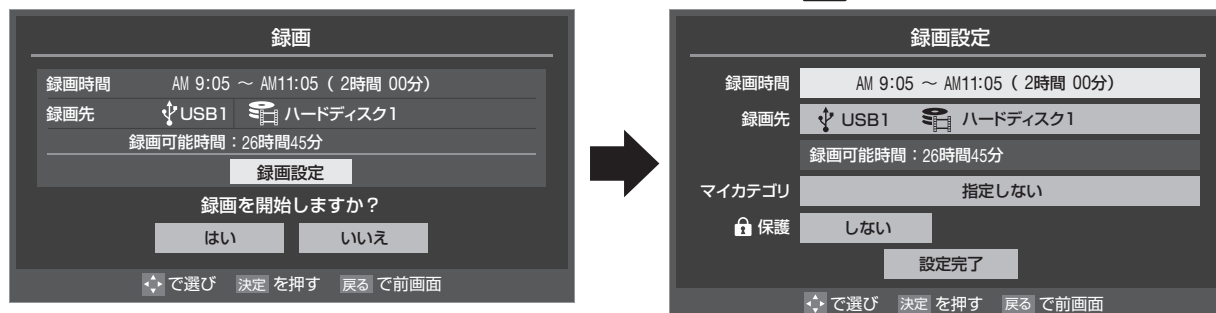 録画
録画時間 AM 9:05 ～ AM11:05 ( 2時間 00分)
録画先 USB1 ハードディスク1
録画可能時間：26時間45分
録画設定
録画を開始しますか？
はい いいえ
で選び 決定 を押す 戻る で前画面
録画設定
録画時間 AM 9:05 ～ AM11:05 ( 2時間 00分)
録画先 USB1 ハードディスク1
録画可能時間：26時間45分
マイカテゴリ 指定しない
保護 しない
設定完了
で選び 決定 を押す 戻る で前画面